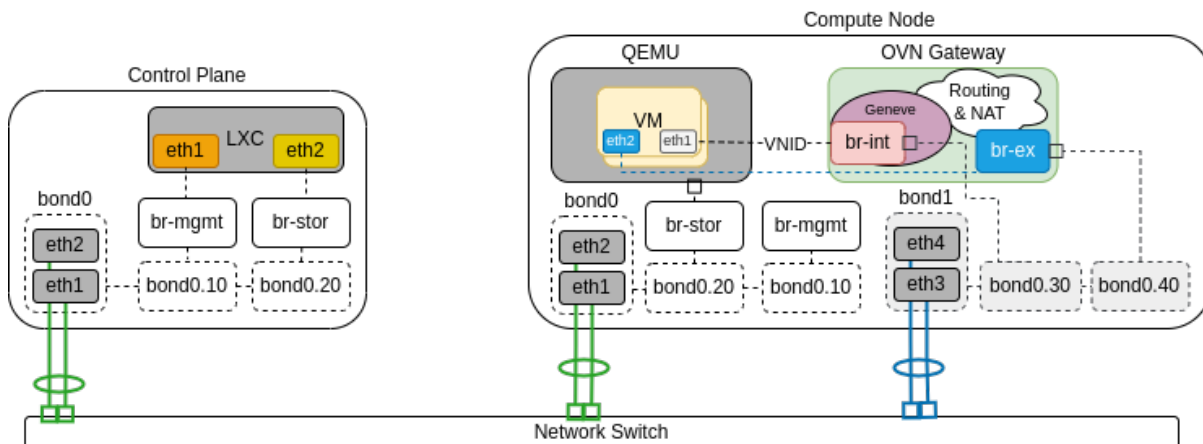 Compute Node
Control Plane
QEMU
OVN Gateway
LXC
eth1
eth2
VM
eth2
eth1
VNID
Geneve
Routing
& NAT
br-int
br-ex
bond0
eth2
eth1
br-mgmt
br-stor
bond0.10
bond0.20
bond0
eth2
eth1
br-stor
br-mgmt
bond0.20
bond0.10
bond1
eth4
eth3
bond0.30
bond0.40
Network Switch